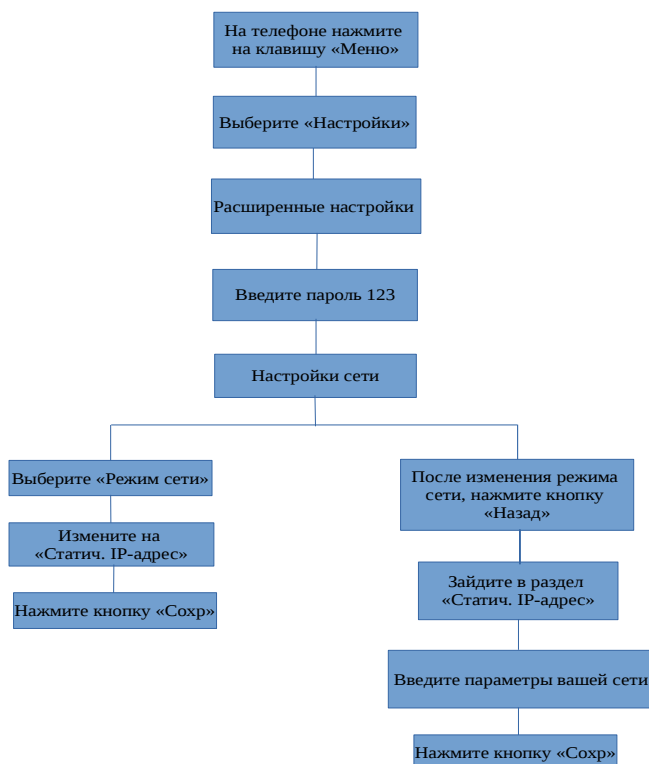 На телефоне нажмите
на клавишу «Меню»
Выберите «Настройки»
Расширенные настройки
Введите пароль 123
Настройки сети
Выберите «Режим сети»
Измените на
«Статич. IP-адрес»
Нажмите кнопку «Сохр»
После изменения режима
сети, нажмите кнопку
«Назад»
Зайдите в раздел
«Статич. IP-адрес»
Введите параметры вашей сети
Нажмите кнопку «Сохр»